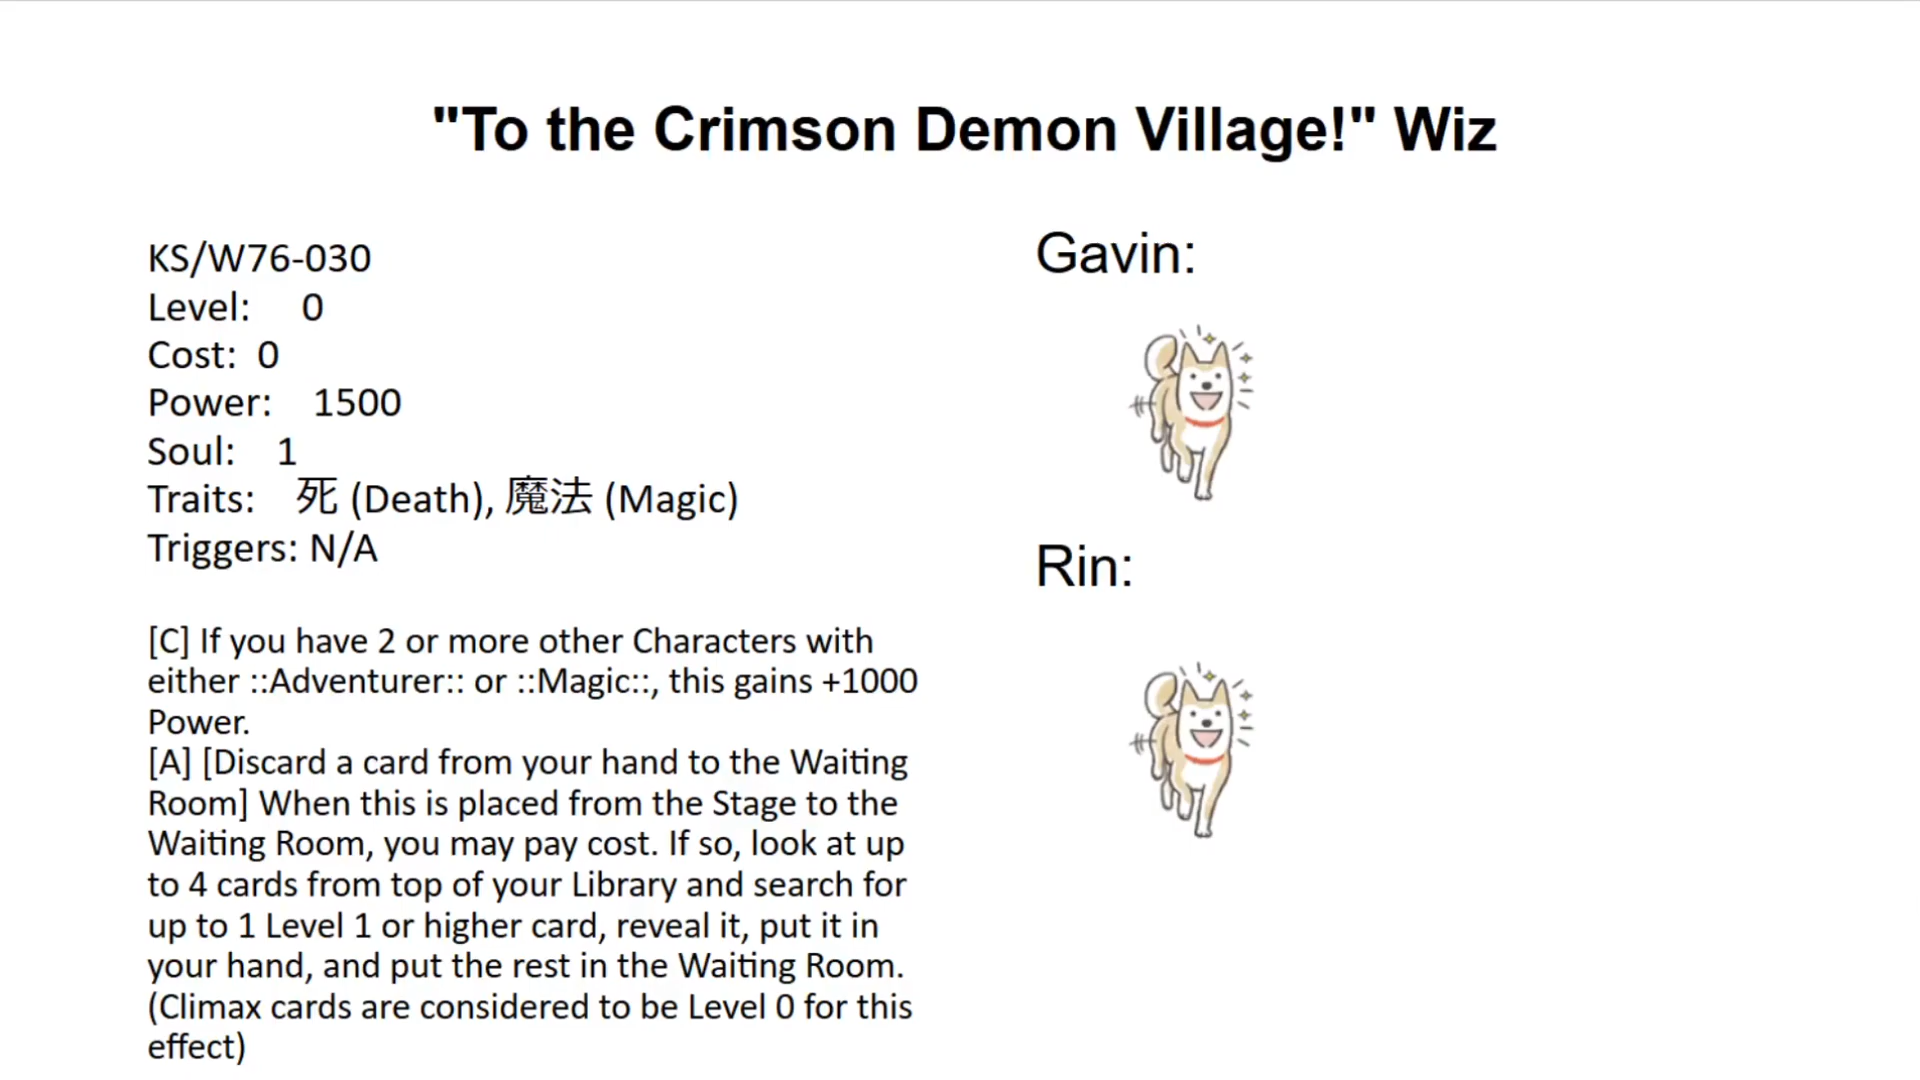 "To the Crimson Demon Village!" Wiz
KS/W76-030
Level: 0
Cost: 0
Power: 1500
Soul: 1
Traits: 死 (Death), 魔法 (Magic)
Triggers: N/A
[C] If you have 2 or more other Characters with
either ::Adventurer:: or ::Magic::, this gains +1000
Power.
[A] [Discard a card from your hand to the Waiting
Room] When this is placed from the Stage to the
Waiting Room, you may pay cost. If so, look at up
to 4 cards from top of your Library and search for
up to 1 Level 1 or higher card, reveal it, put it in
your hand, and put the rest in the Waiting Room.
(Climax cards are considered to be Level 0 for this
effect)
Gavin:
Rin: